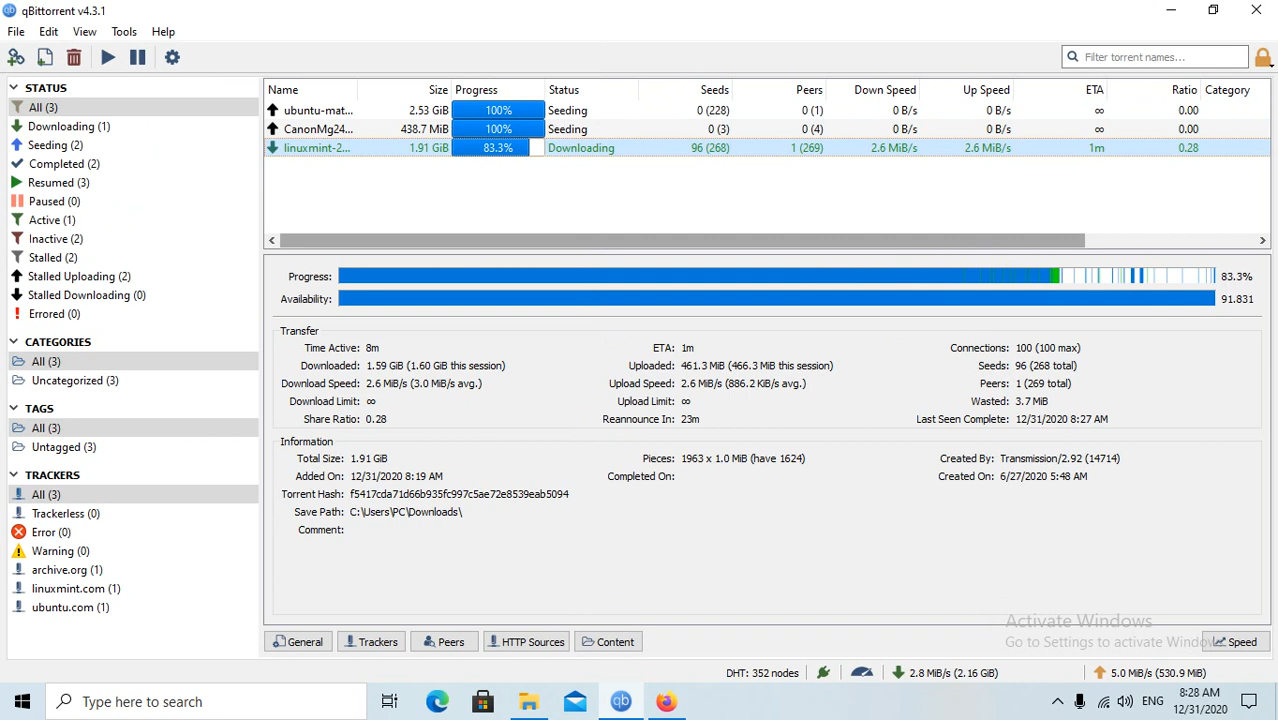 qBittorrent v4.3.1
File Edit View Tools Help
Filter torrent names...
STATUS
All (3)
Downloading (1)
Seeding (2)
Completed (2)
Resumed (3)
Paused (0)
Active (1)
Inactive (2)
Stalled (2)
Stalled Uploading (2)
Stalled Downloading (0)
Errored (0)
CATEGORIES
All (3)
Uncategorized (3)
TAGS
All (3)
Untagged (3)
TRACKERS
All (3)
Trackerless (0)
Error (0)
Warning (0)
archive.org (1)
linuxmint.com (1)
ubuntu.com (1)
Name Size Progress Status Seeds Peers Down Speed Up Speed ETA Ratio Category
ubuntu-mat... 2.53 GiB 100% Seeding 0 (228) 0 (1) 0 B/s 0 B/s ∞ 0.00
CanonMg24... 438.7 MiB 100% Seeding 0 (3) 0 (4) 0 B/s 0 B/s ∞ 0.00
linuxmint-2... 1.91 GiB 83.3% Downloading 96 (268) 1 (269) 2.6 MiB/s 2.6 MiB/s 1m 0.28
Progress: 83.3%
Availability: 91.831
Transfer
Time Active: 8m ETA: 1m Connections: 100 (100 max)
Downloaded: 1.59 GiB (1.60 GiB this session) Uploaded: 461.3 MiB (466.3 MiB this session) Seeds: 96 (268 total)
Download Speed: 2.6 MiB/s (3.0 MiB/s avg.) Upload Speed: 2.6 MiB/s (886.2 KiB/s avg.) Peers: 1 (269 total)
Download Limit: ∞ Upload Limit: ∞ Wasted: 3.7 MiB
Share Ratio: 0.28 Reannounce In: 23m Last Seen Complete: 12/31/2020 8:27 AM
Information
Total Size: 1.91 GiB Pieces: 1963 x 1.0 MiB (have 1624) Created By: Transmission/2.92 (14714)
Added On: 12/31/2020 8:19 AM Completed On: Created On: 6/27/2020 5:48 AM
Torrent Hash: f5417cda71d66b935fc997c5ae72e8539eab5094
Save Path: C:\Users\PC\Downloads\
Comment:
Activate Windows
Go to Settings to activate Windows.
General Trackers Peers HTTP Sources Content Speed
DHT: 352 nodes 2.8 MiB/s (2.16 GiB) 5.0 MiB/s (530.9 MiB)
Type here to search
ENG
8:28 AM
12/31/2020